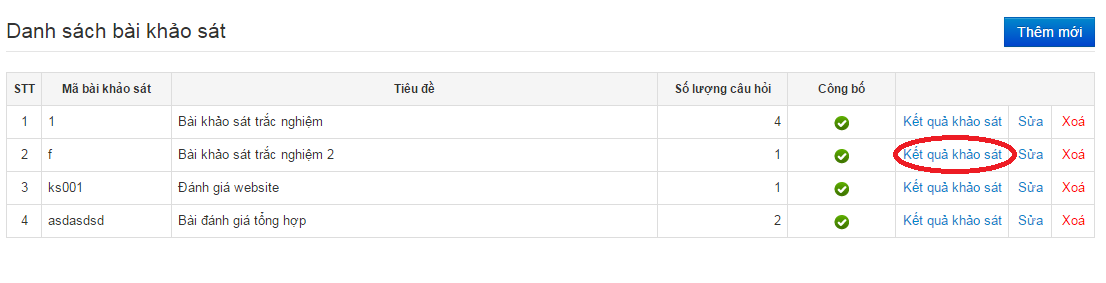 Danh sách bài khảo sát
Thêm mới
STT Mã bài khảo sát Tiêu đề Số lượng câu hỏi Công bố
1 1 Bài khảo sát trắc nghiệm 4 Kết quả khảo sát Sửa Xoá
2 f Bài khảo sát trắc nghiệm 2 1 Kết quả khảo sát Sửa Xoá
3 ks001 Đánh giá website 1 Kết quả khảo sát Sửa Xoá
4 asdasdsd Bài đánh giá tổng hợp 2 Kết quả khảo sát Sửa Xoá